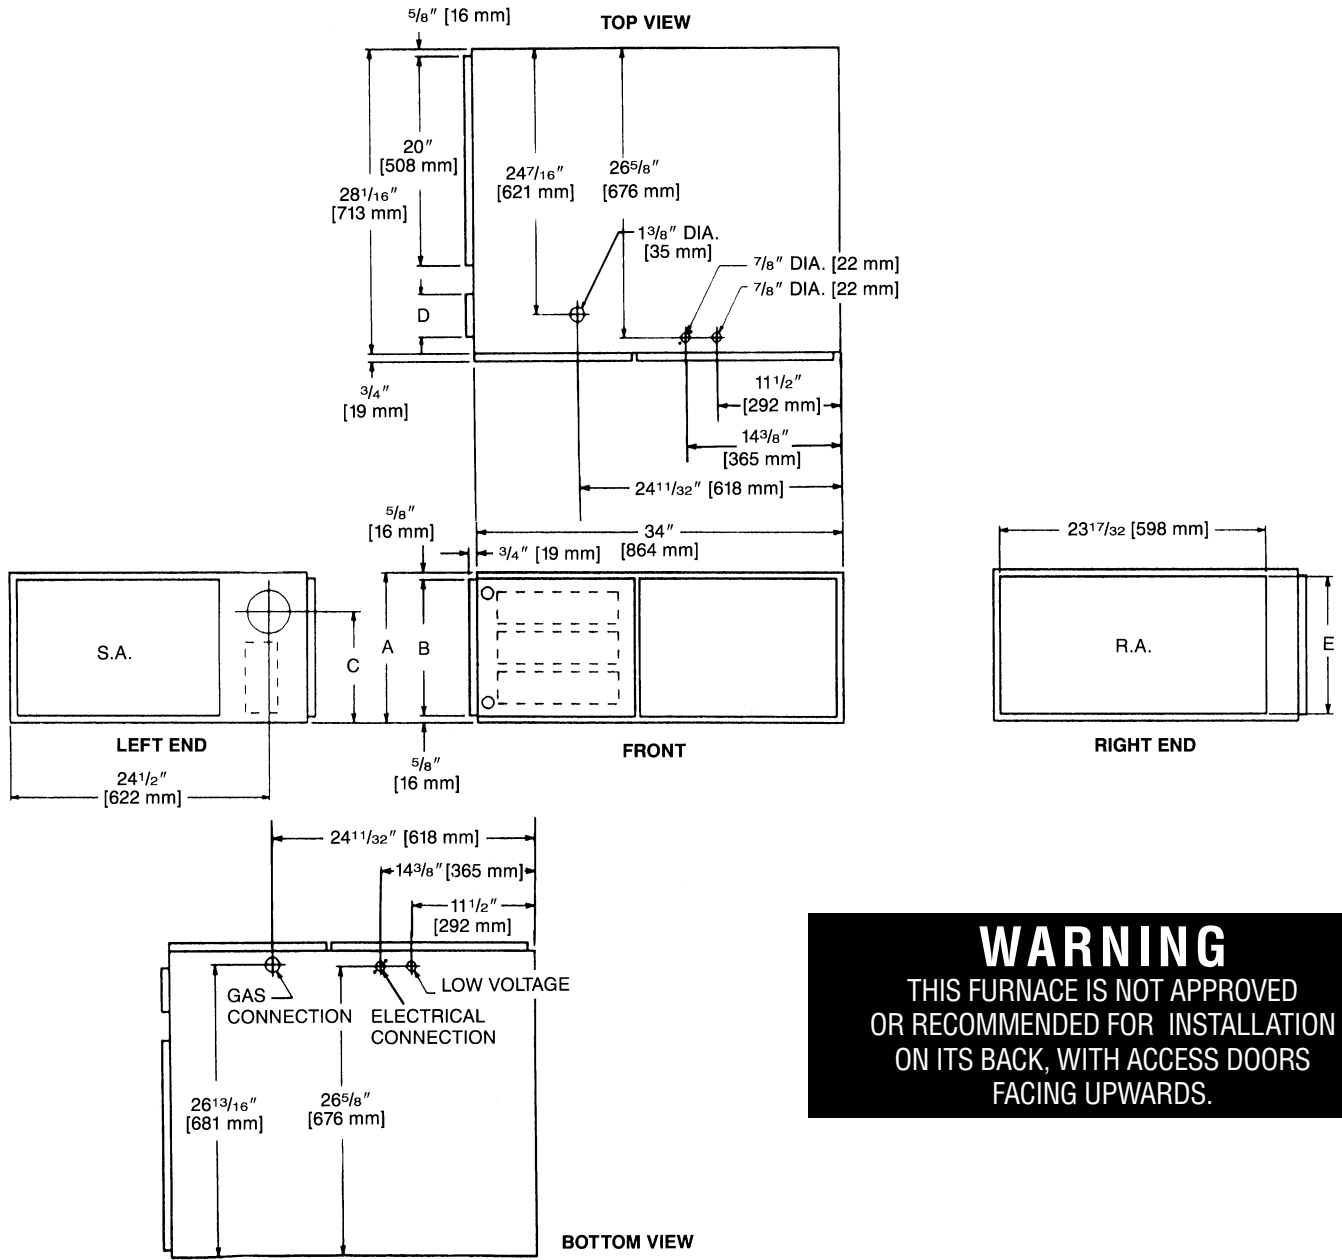 5/8″ [16 mm]
TOP VIEW
20″
[508 mm]
28 1/16″
[713 mm]
24 7/16″
[621 mm]
26 5/8″
[676 mm]
1 3/8″ DIA.
[35 mm]
7/8″ DIA. [22 mm]
7/8″ DIA. [22 mm]
D
3/4″
[19 mm]
11 1/2″
[292 mm]
14 3/8″
[365 mm]
24 11/32″ [618 mm]
5/8″
[16 mm]
34″
[864 mm]
3/4″ [19 mm]
23 17/32 [598 mm]
S.A.
C
A
B
R.A.
E
LEFT END
FRONT
RIGHT END
5/8″
[16 mm]
24 1/2″
[622 mm]
24 11/32″ [618 mm]
14 3/8″ [365 mm]
11 1/2″
[292 mm]
GAS
CONNECTION
ELECTRICAL
CONNECTION
LOW VOLTAGE
26 13/16″
[681 mm]
26 5/8″
[676 mm]
BOTTOM VIEW
WARNING
THIS FURNACE IS NOT APPROVED
OR RECOMMENDED FOR INSTALLATION
ON ITS BACK, WITH ACCESS DOORS
FACING UPWARDS.